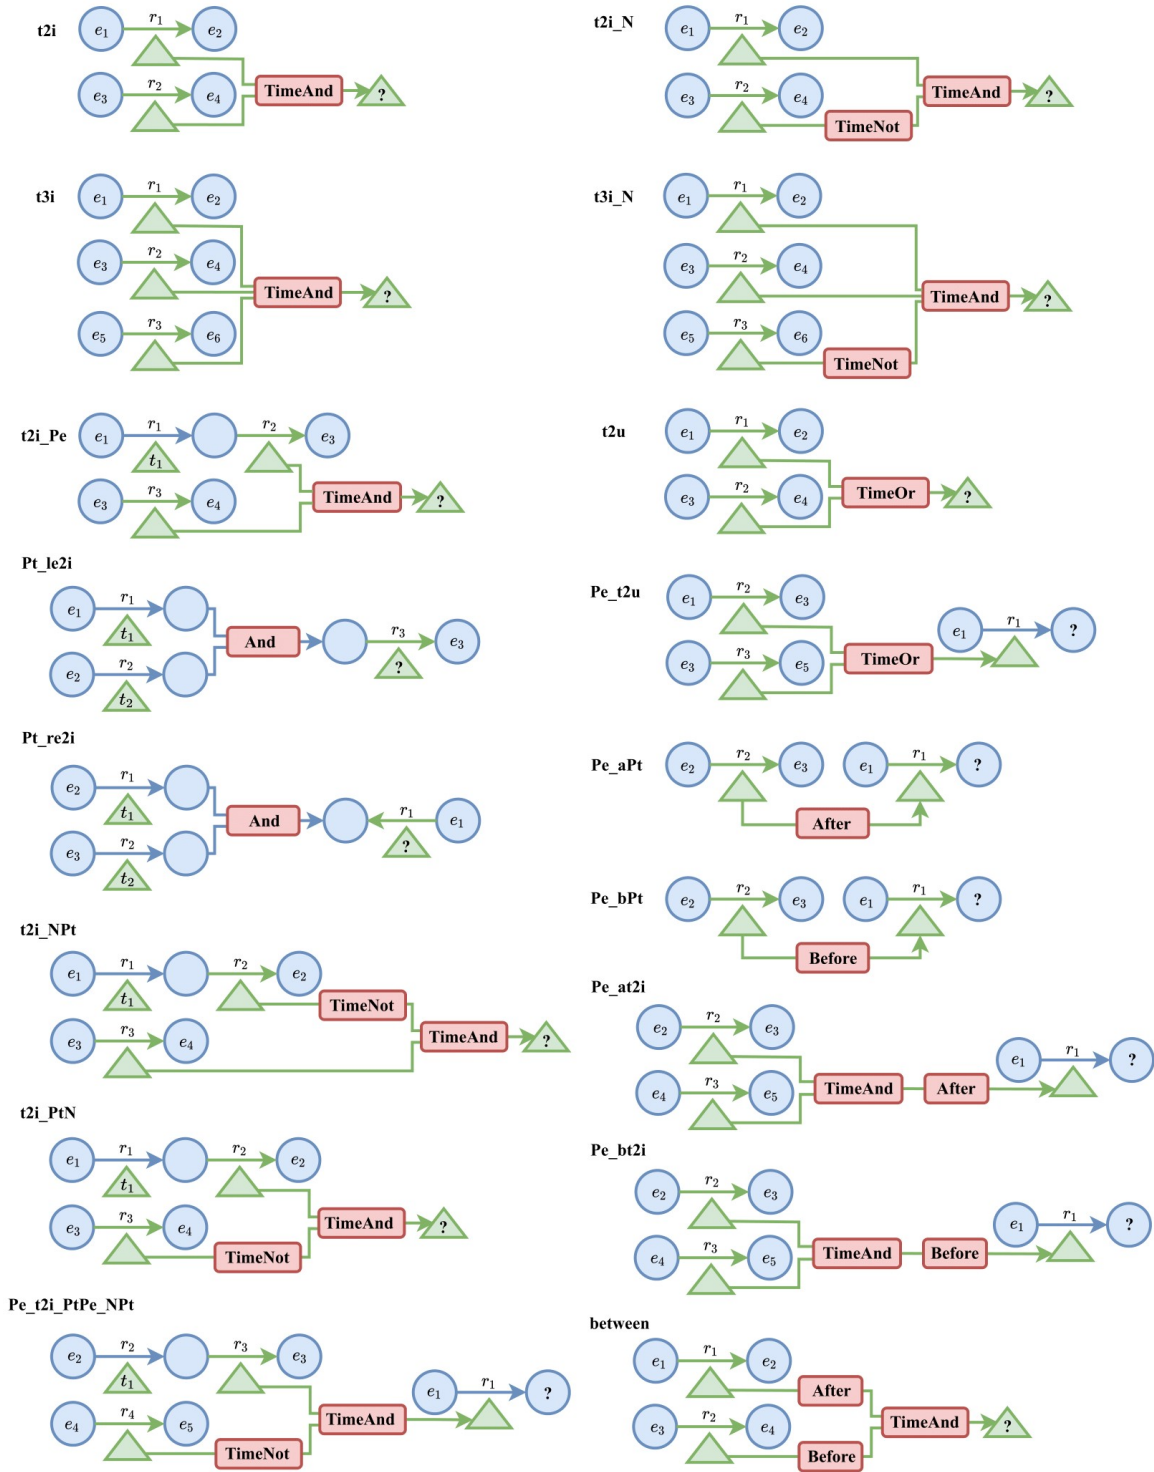 t2i
e₁ r₁ e₂
e₃ r₂ e₄
TimeAnd ?
t3i
e₁ r₁ e₂
e₃ r₂ e₄
TimeAnd ?
e₅ r₃ e₆
t2i_Pe
e₁ r₁ r₂ e₃
t₁
e₃ r₃ e₄
TimeAnd ?
Pt_le2i
e₁ r₁
t₁
And r₃ e₃
?
e₂ r₂
t₂
Pt_re2i
e₂ r₁
t₁
And r₁ e₁
?
e₃ r₂
t₂
t2i_NPt
e₁ r₁ r₂ e₂
t₁
TimeNot
e₃ r₃ e₄
TimeAnd ?
t2i_PtN
e₁ r₁ r₂ e₂
t₁
e₃ r₃ e₄
TimeAnd ?
TimeNot
Pe_t2i_PtPe_NPt
e₂ r₂ r₃ e₃
t₁
e₁ r₁ ?
e₄ r₄ e₅
TimeAnd
TimeNot
t2i_N
e₁ r₁ e₂
e₃ r₂ e₄
TimeAnd ?
TimeNot
t3i_N
e₁ r₁ e₂
e₃ r₂ e₄
TimeAnd ?
e₅ r₃ e₆
TimeNot
t2u
e₁ r₁ e₂
e₃ r₂ e₄
TimeOr ?
Pe_t2u
e₁ r₂ e₃
e₁ r₁ ?
e₃ r₃ e₅
TimeOr
Pe_aPt
e₂ r₂ e₃ e₁ r₁ ?
After
Pe_bPt
e₂ r₂ e₃ e₁ r₁ ?
Before
Pe_at2i
e₂ r₂ e₃
e₁ r₁ ?
e₄ r₃ e₅
TimeAnd After
Pe_bt2i
e₂ r₂ e₃
e₁ r₁ ?
e₄ r₃ e₅
TimeAnd Before
between
e₁ r₁ e₂
After
e₃ r₂ e₄
TimeAnd ?
Before